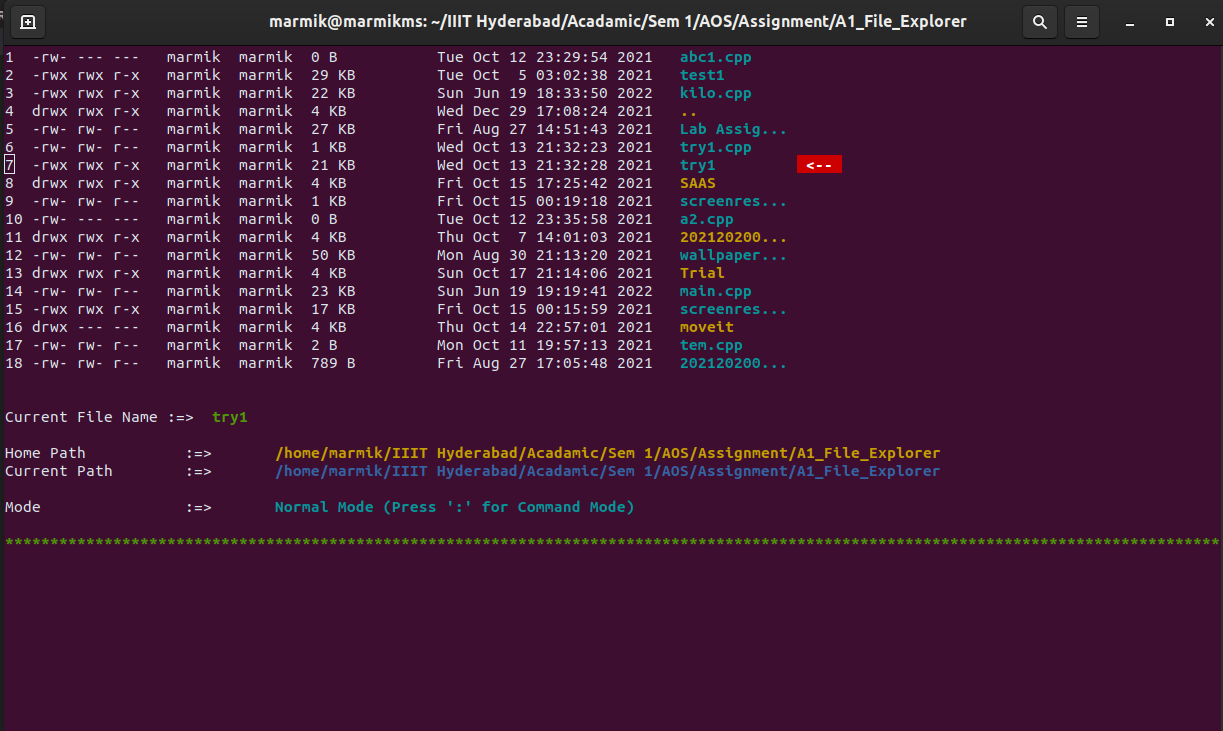 marmik@marmikms: ~/IIIT Hyderabad/Acadamic/Sem 1/AOS/Assignment/A1_File_Explorer
1 -rw- --- --- marmik marmik 0 B Tue Oct 12 23:29:54 2021 abc1.cpp
2 -rwx rwx r-x marmik marmik 29 KB Tue Oct 5 03:02:38 2021 test1
3 -rwx rwx r-x marmik marmik 22 KB Sun Jun 19 18:33:50 2022 kilo.cpp
4 drwx rwx r-x marmik marmik 4 KB Wed Dec 29 17:08:24 2021 ..
5 -rw- rw- r-- marmik marmik 27 KB Fri Aug 27 14:51:43 2021 Lab Assig...
6 -rw- rw- r-- marmik marmik 1 KB Wed Oct 13 21:32:23 2021 try1.cpp
7 -rwx rwx r-x marmik marmik 21 KB Wed Oct 13 21:32:28 2021 try1 <--
8 drwx rwx r-x marmik marmik 4 KB Fri Oct 15 17:25:42 2021 SAAS
9 -rw- rw- r-- marmik marmik 1 KB Fri Oct 15 00:19:18 2021 screenres...
10 -rw- --- --- marmik marmik 0 B Tue Oct 12 23:35:58 2021 a2.cpp
11 drwx rwx r-x marmik marmik 4 KB Thu Oct 7 14:01:03 2021 202120200...
12 -rw- rw- r-- marmik marmik 50 KB Mon Aug 30 21:13:20 2021 wallpaper...
13 drwx rwx r-x marmik marmik 4 KB Sun Oct 17 21:14:06 2021 Trial
14 -rw- rw- r-- marmik marmik 23 KB Sun Jun 19 19:19:41 2022 main.cpp
15 -rwx rwx r-x marmik marmik 17 KB Fri Oct 15 00:15:59 2021 screenres...
16 drwx --- --- marmik marmik 4 KB Thu Oct 14 22:57:01 2021 moveit
17 -rw- rw- r-- marmik marmik 2 B Mon Oct 11 19:57:13 2021 tem.cpp
18 -rw- rw- r-- marmik marmik 789 B Fri Aug 27 17:05:48 2021 202120200...
Current File Name :=> try1
Home Path :=> /home/marmik/IIIT Hyderabad/Acadamic/Sem 1/AOS/Assignment/A1_File_Explorer
Current Path :=> /home/marmik/IIIT Hyderabad/Acadamic/Sem 1/AOS/Assignment/A1_File_Explorer
Mode :=> Normal Mode (Press ':' for Command Mode)
***************************************************************************************************************************************